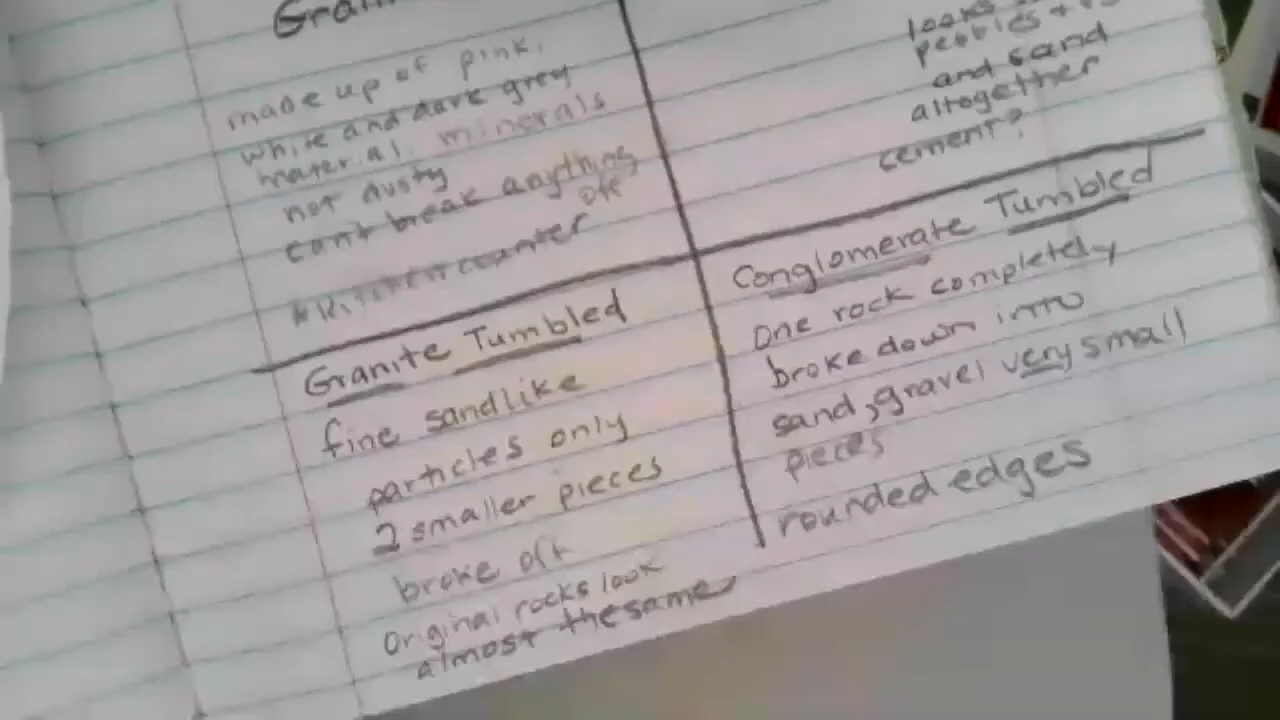 made up of pink,
white and dark grey
material, minerals
not dusty
can't break anything
off
* Kitchen counter
looks
pebbles +
and sand
altogether
cement?
Granite Tumbled
fine sandlike
particles only
2 smaller pieces
broke off
Original rocks look
almost the same
Conglomerate Tumbled
One rock completely
broke down into
sand, gravel very small
pieces
rounded edges